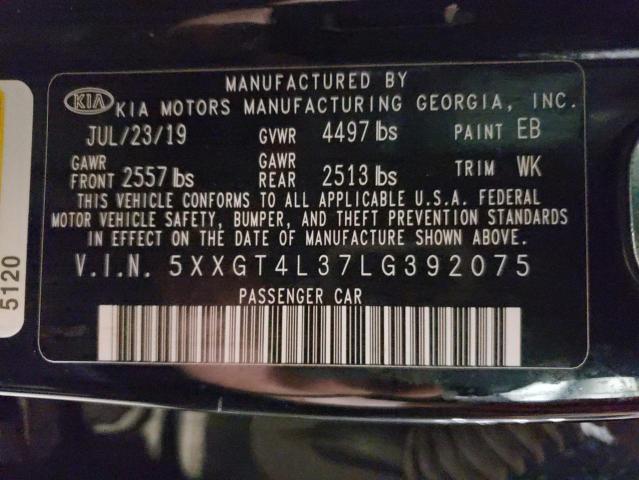 MANUFACTURED BY
KIA KIA MOTORS MANUFACTURING GEORGIA, INC.
JUL/23/19 GVWR 4497 lbs PAINT EB
GAWR FRONT 2557 lbs GAWR REAR 2513 lbs TRIM WK
THIS VEHICLE CONFORMS TO ALL APPLICABLE U.S.A. FEDERAL
MOTOR VEHICLE SAFETY, BUMPER, AND THEFT PREVENTION STANDARDS
IN EFFECT ON THE DATE OF MANUFACTURE SHOWN ABOVE.
V.I.N. 5XXGT4L37LG392075
PASSENGER CAR
5120